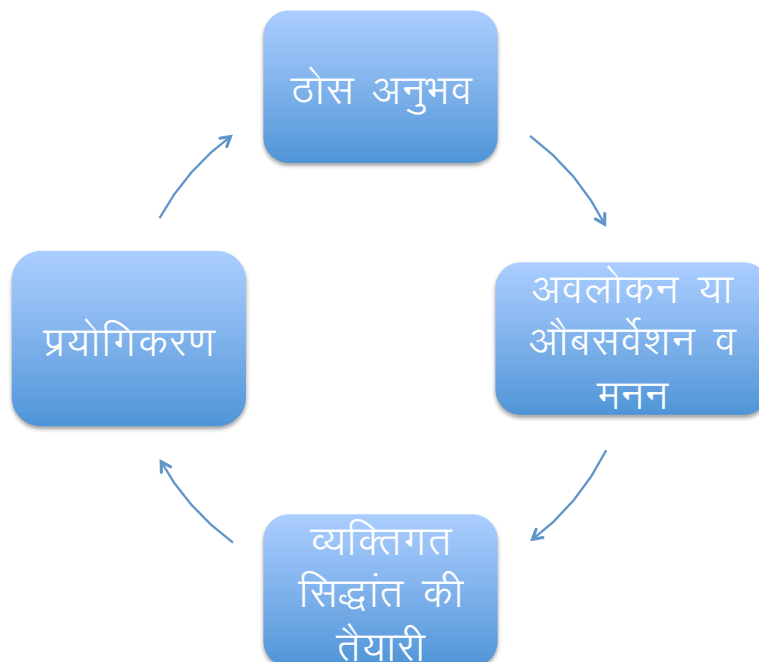 ठोस अनुभव
अवलोकन या
औबसर्वेशन व
मनन
व्यक्तिगत
सिद्धांत की
तैयारी
प्रयोगिकरण